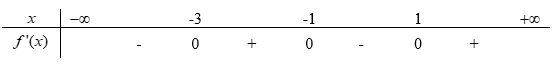 x −∞ -3 -1 1 +∞
f'(x) - 0 + 0 - 0 +